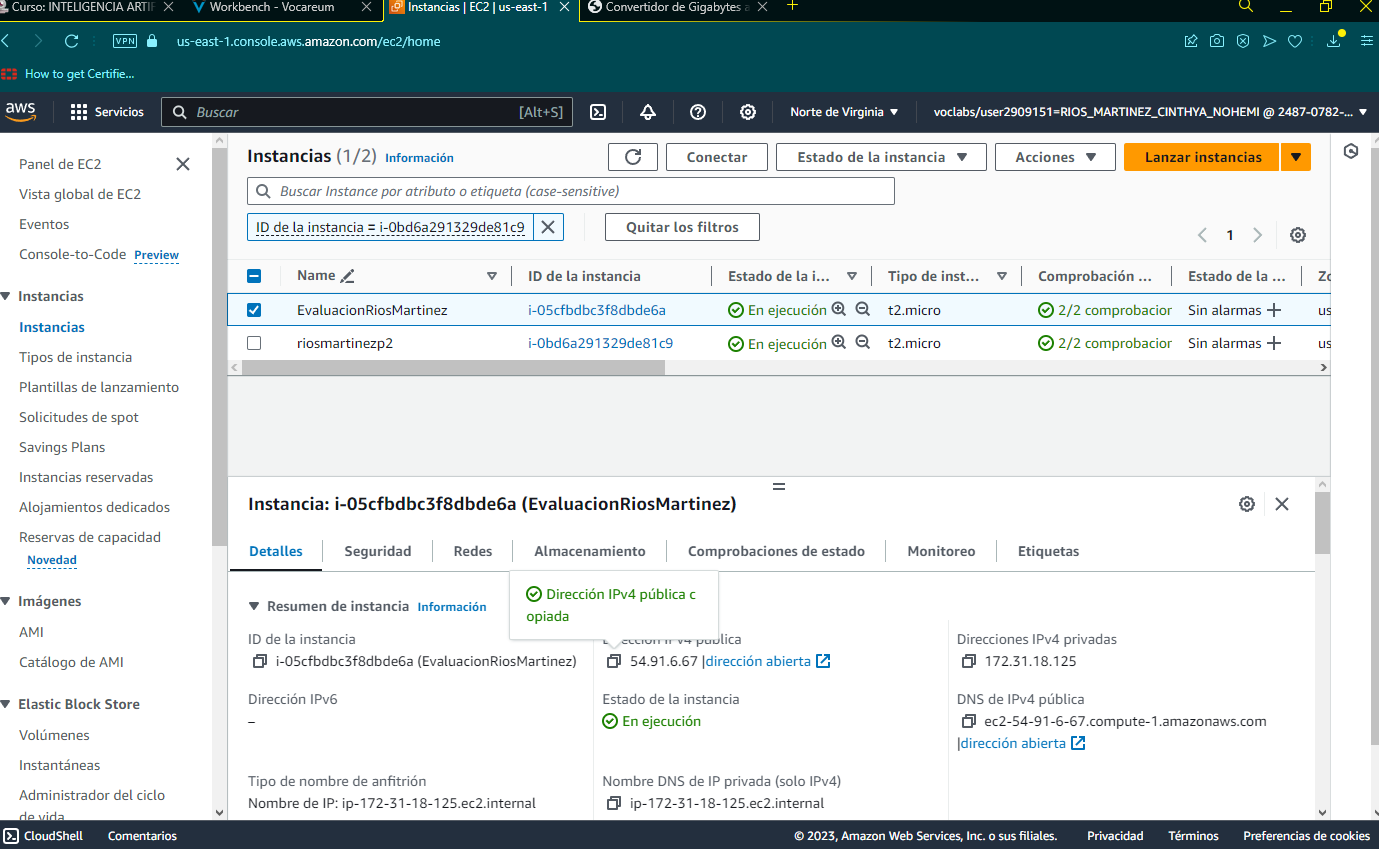 Curso: INTELIGENCIA ARTIF
Workbench - Vocareum
Instancias | EC2 | us-east-1
Convertidor de Gigabytes a
VPN
us-east-1.console.aws.amazon.com/ec2/home
How to get Certifie...
aws
Servicios
Buscar
[Alt+S]
Norte de Virginia
voclabs/user2909151=RIOS_MARTINEZ_CINTHYA_NOHEMI @ 2487-0782-...
Panel de EC2
Vista global de EC2
Eventos
Console-to-Code Preview
Instancias
Instancias
Tipos de instancia
Plantillas de lanzamiento
Solicitudes de spot
Savings Plans
Instancias reservadas
Alojamientos dedicados
Reservas de capacidad
Novedad
Imágenes
AMI
Catálogo de AMI
Elastic Block Store
Volúmenes
Instantáneas
Administrador del ciclo
de vida
Instancias (1/2) Información
Conectar
Estado de la instancia
Acciones
Lanzar instancias
Buscar Instance por atributo o etiqueta (case-sensitive)
ID de la instancia = i-0bd6a291329de81c9
Quitar los filtros
1
Name
ID de la instancia
Estado de la i...
Tipo de inst...
Comprobación ...
Estado de la ...
Zo
EvaluacionRiosMartinez
i-05cfbdbc3f8dbde6a
En ejecución
t2.micro
2/2 comprobacior
Sin alarmas
us
riosmartinezp2
i-0bd6a291329de81c9
En ejecución
t2.micro
2/2 comprobacior
Sin alarmas
us
Instancia: i-05cfbdbc3f8dbde6a (EvaluacionRiosMartinez)
Detalles
Seguridad
Redes
Almacenamiento
Comprobaciones de estado
Monitoreo
Etiquetas
Dirección IPv4 pública c
opiada
Resumen de instancia Información
ID de la instancia
i-05cfbdbc3f8dbde6a (EvaluacionRiosMartinez)
Dirección IPv4 pública
54.91.6.67 |dirección abierta
Direcciones IPv4 privadas
172.31.18.125
Dirección IPv6
–
Estado de la instancia
En ejecución
DNS de IPv4 pública
ec2-54-91-6-67.compute-1.amazonaws.com
|dirección abierta
Tipo de nombre de anfitrión
Nombre de IP: ip-172-31-18-125.ec2.internal
Nombre DNS de IP privada (solo IPv4)
ip-172-31-18-125.ec2.internal
CloudShell
Comentarios
© 2023, Amazon Web Services, Inc. o sus filiales.
Privacidad
Términos
Preferencias de cookies